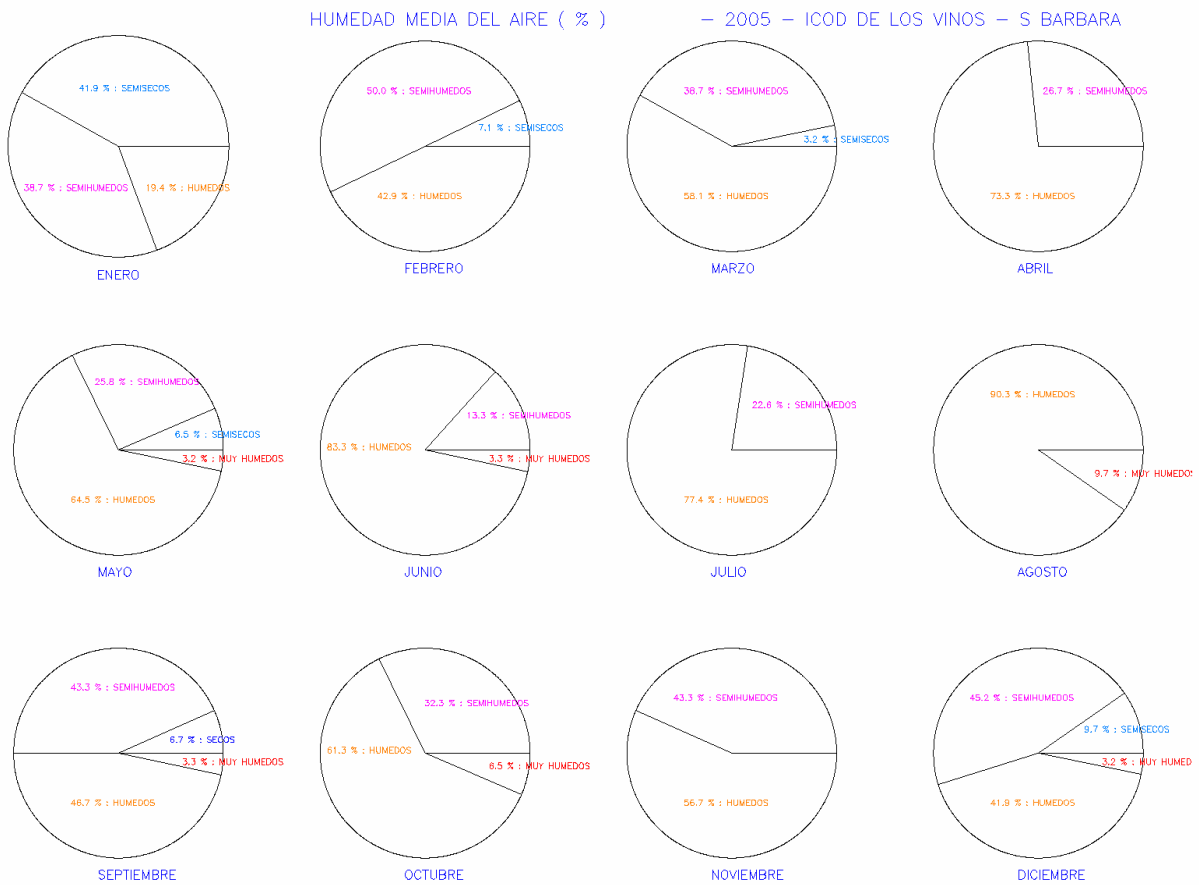 HUMEDAD MEDIA DEL AIRE ( % ) - 2005 - ICOD DE LOS VINOS - S BARBARA
41.9 % : SEMISECOS
38.7 % : SEMIHUMEDOS
19.4 % : HUMEDOS
ENERO
50.0 % : SEMIHUMEDOS
7.1 % : SEMISECOS
42.9 % : HUMEDOS
FEBRERO
38.7 % : SEMIHUMEDOS
3.2 % : SEMISECOS
58.1 % : HUMEDOS
MARZO
26.7 % : SEMIHUMEDOS
73.3 % : HUMEDOS
ABRIL
25.8 % : SEMIHUMEDOS
6.5 % : SEMISECOS
3.2 % : MUY HUMEDOS
64.5 % : HUMEDOS
MAYO
13.3 % : SEMIHUMEDOS
83.3 % : HUMEDOS
3.3 % : MUY HUMEDOS
JUNIO
22.6 % : SEMIHUMEDOS
77.4 % : HUMEDOS
JULIO
90.3 % : HUMEDOS
9.7 % : MUY HUMEDOS
AGOSTO
43.3 % : SEMIHUMEDOS
6.7 % : SECOS
3.3 % : MUY HUMEDOS
46.7 % : HUMEDOS
SEPTIEMBRE
32.3 % : SEMIHUMEDOS
61.3 % : HUMEDOS
6.5 % : MUY HUMEDOS
OCTUBRE
43.3 % : SEMIHUMEDOS
56.7 % : HUMEDOS
NOVIEMBRE
45.2 % : SEMIHUMEDOS
9.7 % : SEMISECOS
3.2 % : MUY HUMED
41.9 % : HUMEDOS
DICIEMBRE